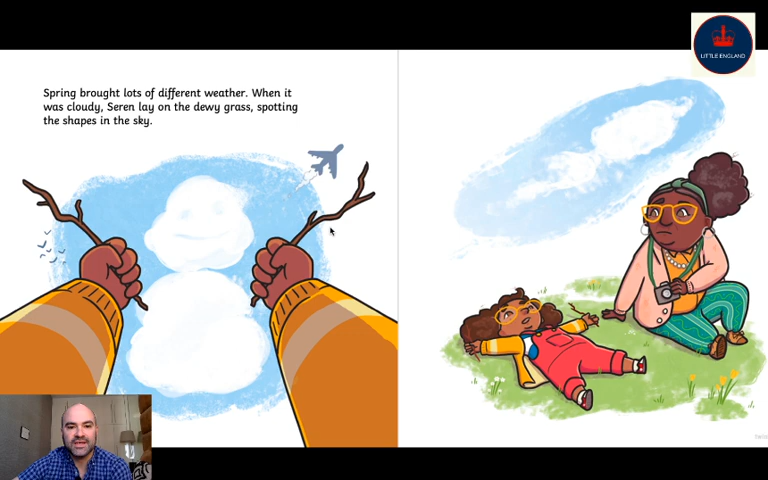 LITTLE ENGLAND
Spring brought lots of different weather. When it
was cloudy, Seren lay on the dewy grass, spotting
the shapes in the sky.